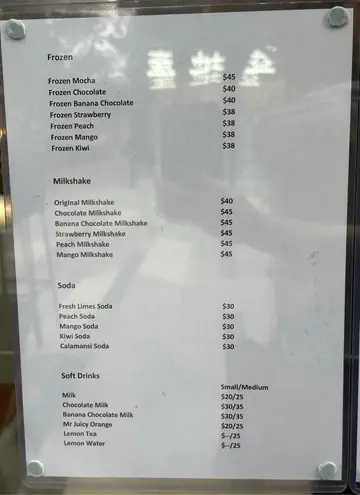 Frozen
Frozen Mocha $45
Frozen Chocolate $40
Frozen Banana Chocolate $40
Frozen Strawberry $38
Frozen Peach $38
Frozen Mango $38
Frozen Kiwi $38
Milkshake
Original Milkshake $40
Chocolate Milkshake $45
Banana Chocolate Milkshake $45
Strawberry Milkshake $45
Peach Milkshake $45
Mango Milkshake $45
Soda
Fresh Limes Soda $30
Peach Soda $30
Mango Soda $30
Kiwi Soda $30
Calamansi Soda $30
Soft Drinks
Small/Medium
Milk $20/25
Chocolate Milk $30/35
Banana Chocolate Milk $30/35
Mr Juicy Orange $20/25
Lemon Tea $--/25
Lemon Water $--/25